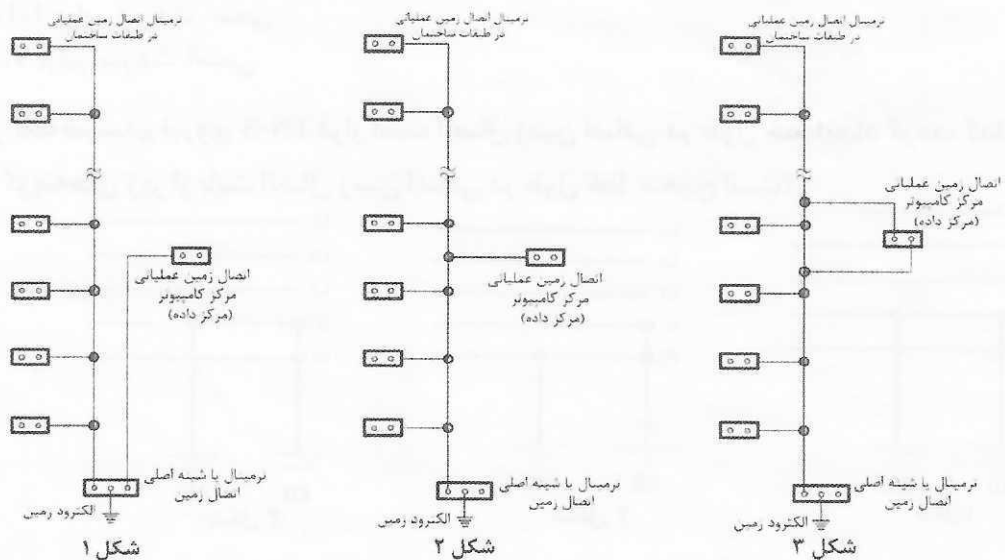 ترمینال اتصال زمین عملیاتی
در طبقات ساختمان
اتصال زمین عملیاتی
مرکز کامپیوتر
(مرکز داده)
ترمینال یا شینه اصلی
اتصال زمین
الکترود زمین
شکل ۱
ترمینال اتصال زمین عملیاتی
در طبقات ساختمان
اتصال زمین عملیاتی
مرکز کامپیوتر
(مرکز داده)
ترمینال یا شینه اصلی
اتصال زمین
الکترود زمین
شکل ۲
ترمینال اتصال زمین عملیاتی
در طبقات ساختمان
اتصال زمین عملیاتی
مرکز کامپیوتر
(مرکز داده)
ترمینال یا شینه اصلی
اتصال زمین
الکترود زمین
شکل ۳